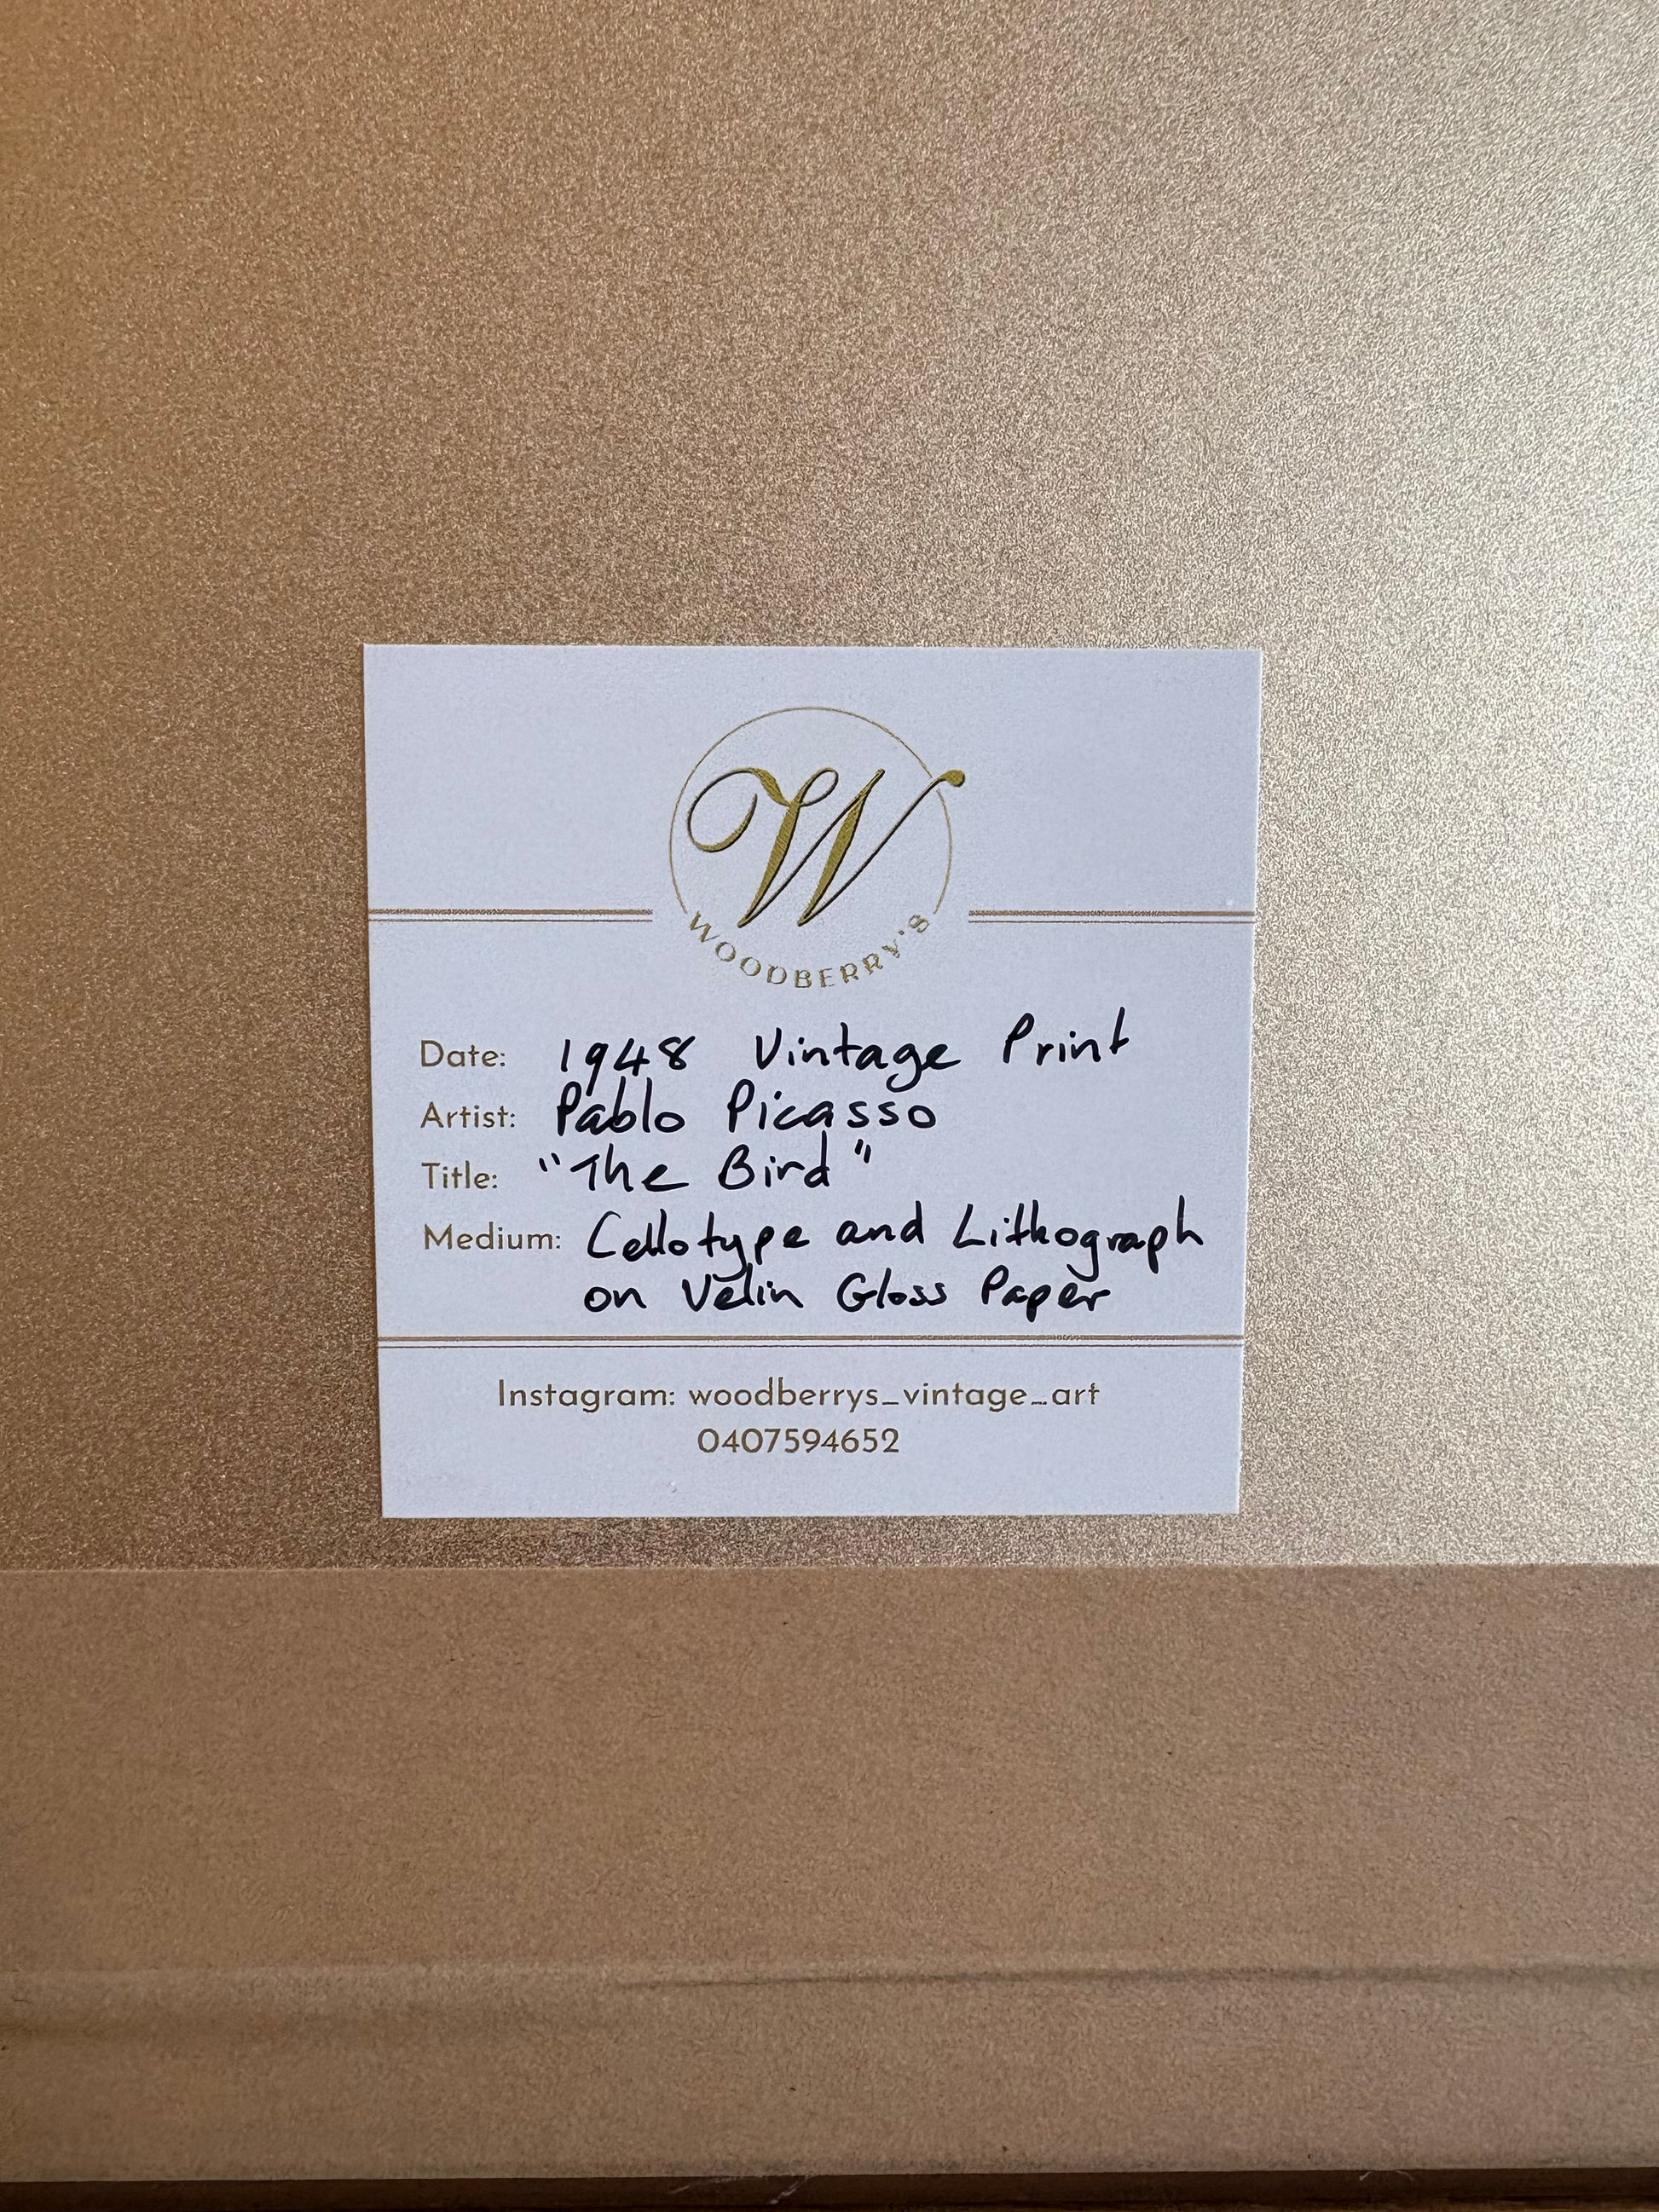 W
WOODBERRY'S
Date: 1948 Vintage Print
Artist: Pablo Picasso
Title: "The Bird"
Medium: Cellotype and Lithograph
on Velin Gloss Paper
Instagram: woodberrys_vintage_art
0407594652